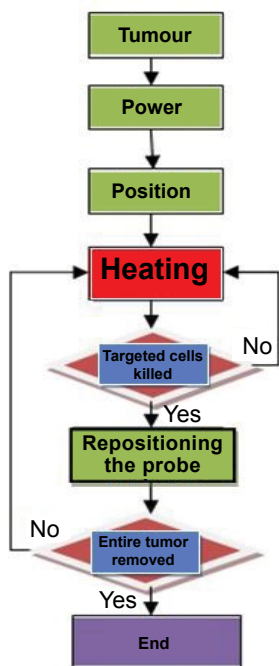 Tumour
Power
Position
Heating
Targeted cells
killed
No
Yes
Repositioning
the probe
No
Entire tumor
removed
Yes
End